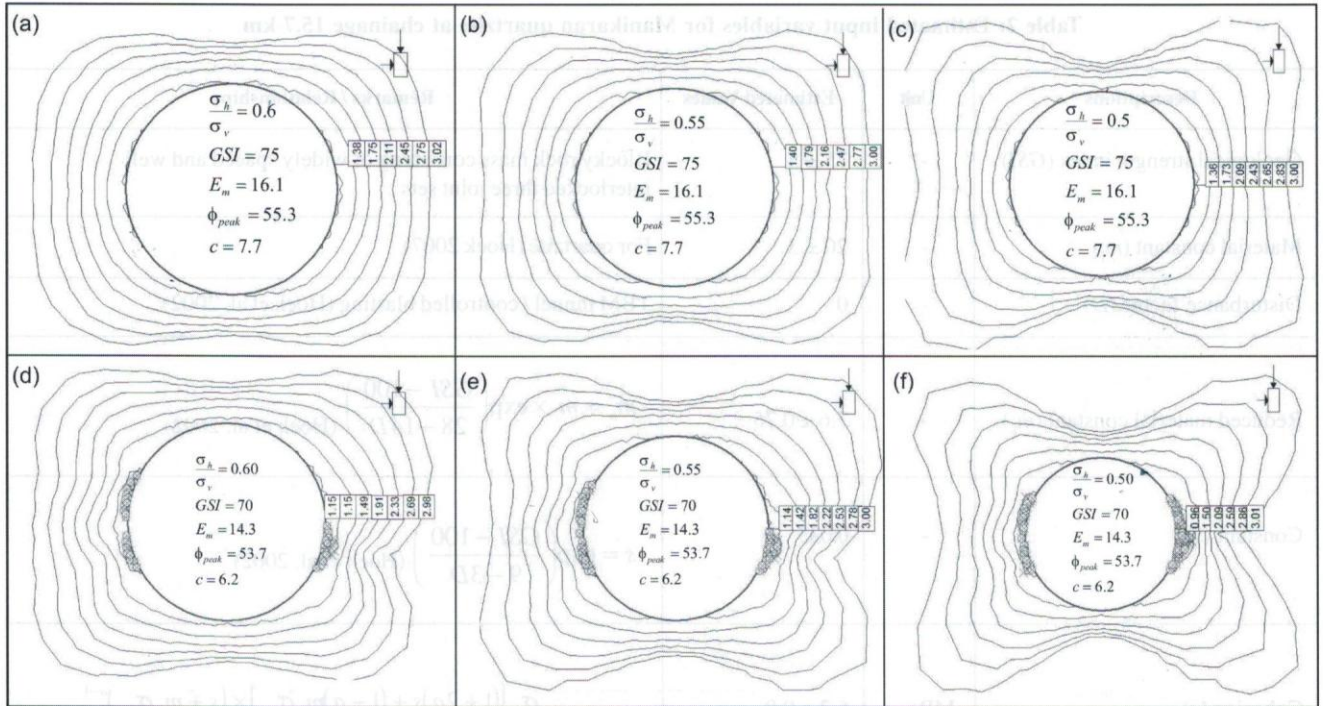 (a)
σh/σv = 0.6
GSI = 75
Em = 16.1
ϕpeak = 55.3
c = 7.7
1.38
1.75
2.11
2.45
2.75
3.02
(b)
σh/σv = 0.55
GSI = 75
Em = 16.1
ϕpeak = 55.3
c = 7.7
1.40
1.79
2.16
2.47
2.77
3.00
(c)
σh/σv = 0.5
GSI = 75
Em = 16.1
ϕpeak = 55.3
c = 7.7
1.36
1.73
2.09
2.43
2.65
2.83
3.00
(d)
σh/σv = 0.60
GSI = 70
Em = 14.3
ϕpeak = 53.7
c = 6.2
1.15
1.15
1.49
1.91
2.33
2.69
2.98
(e)
σh/σv = 0.55
GSI = 70
Em = 14.3
ϕpeak = 53.7
c = 6.2
1.14
1.42
1.82
2.22
2.53
2.78
3.00
(f)
σh/σv = 0.50
GSI = 70
Em = 14.3
ϕpeak = 53.7
c = 6.2
0.96
1.50
2.09
2.59
2.86
3.01